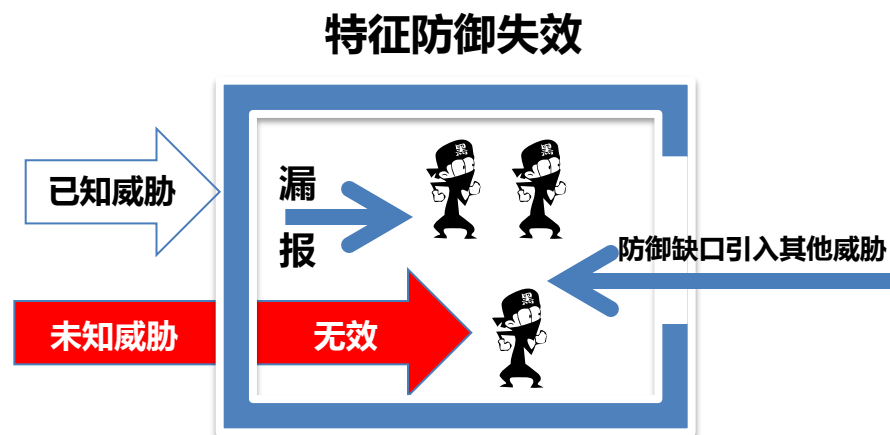 特征防御失效
黑
黑
已知威胁
漏
报
防御缺口引入其他威胁
黑
未知威胁
无效